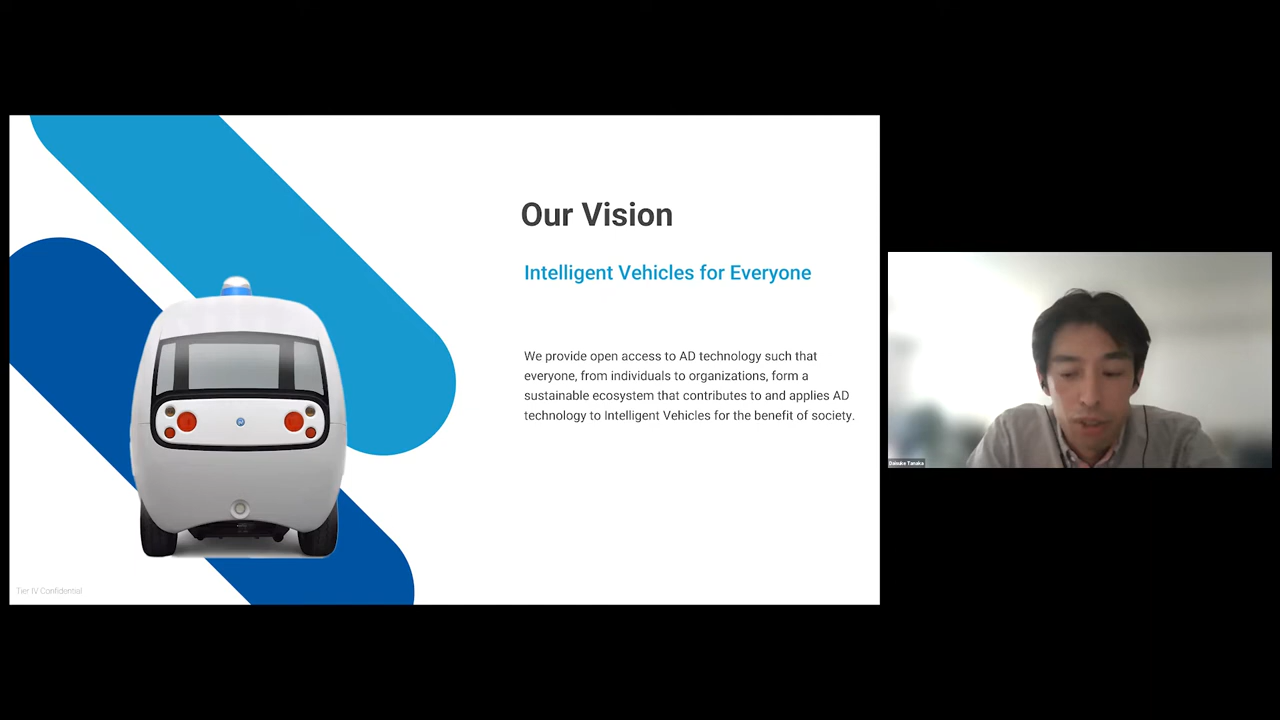 Our Vision
Intelligent Vehicles for Everyone
We provide open access to AD technology such that
everyone, from individuals to organizations, form a
sustainable ecosystem that contributes to and applies AD
technology to Intelligent Vehicles for the benefit of society.
Tier IV Confidential
Daisuke Tanaka